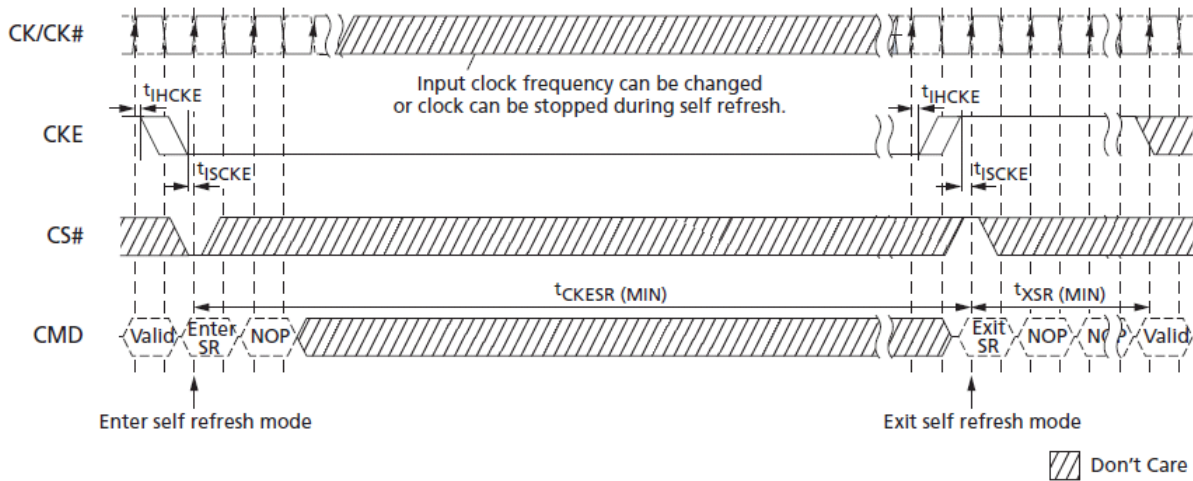 CK/CK#
Input clock frequency can be changed
or clock can be stopped during self refresh.
tIHCKE
tIHCKE
CKE
tISCKE
tISCKE
CS#
tCKESR (MIN)
tXSR (MIN)
CMD
Valid
Enter
SR
NOP
Exit
SR
NOP
NOP
Valid
Enter self refresh mode
Exit self refresh mode
Don't Care